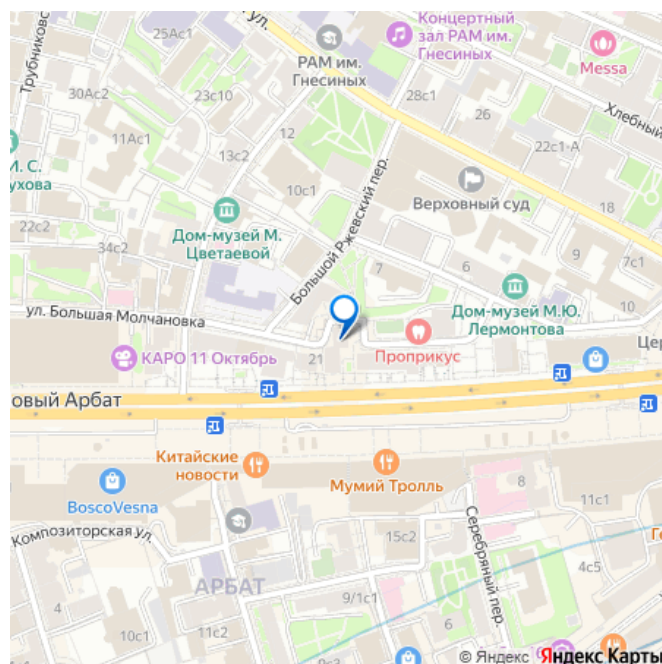 Трубниковс
25Ас1
ул.
РАМ им.
Гнесиных
Концертный
зал РАМ им.
Гнесиных
Messa
30Ас2
23с10
28с1
26
Хлебный
11Ас1
12
13с2
22с1-А
И. С.
ухова
10с1
Верховный суд
18
22с2
34с2
Дом-музей М.
Цветаевой
Большой Ржевский пер.
7
6
9
7с1
Дом-музей М.Ю.
Лермонтова
10
ул. Большая Молчановка
КАРО 11 Октябрь
21
Проприкус
Цер
овый Арбат
Китайские
новости
Мумий Тролль
BoscoVesna
8
11с1
Композиторская ул.
15с2
Серебряный пер.
Го
АРБАТ
4с5
4
9/1с1
6
10с1
11с2
© Яндекс Яндекс Карты